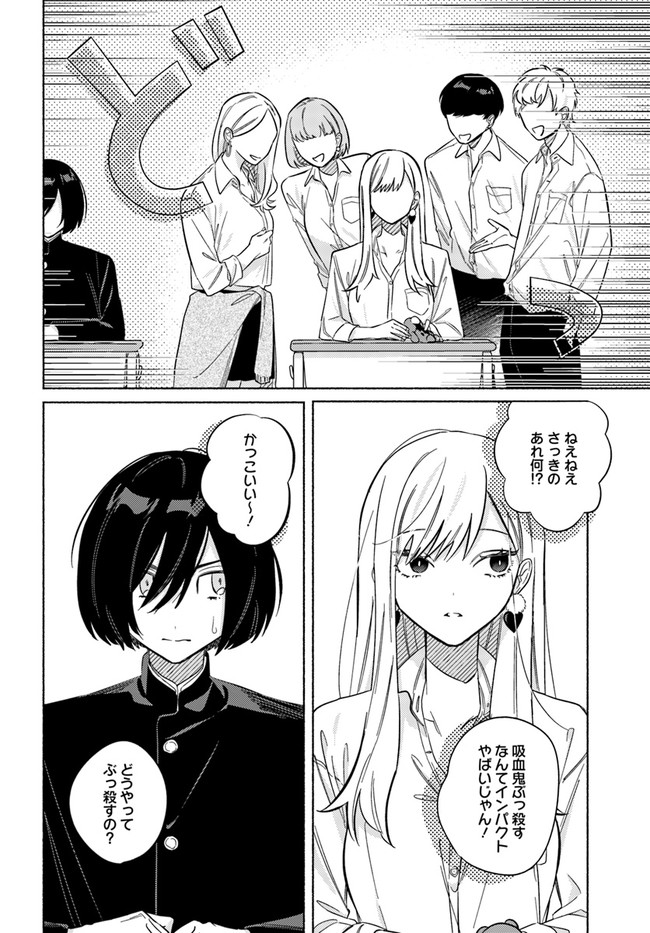 どっ
ねえねえ
さっきの
あれ何!?
吸血鬼ぶっ殺す
なんてインパクト
やばいじゃん!
かっこいい〜!
どうやって
ぶっ殺すの?